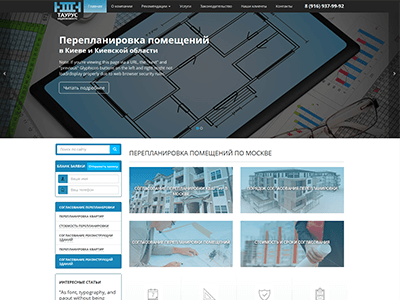 ТАУРУС
Главная
О компании
Рекомендации
Услуги
Законодательство
Наши клиенты
Контакты
8 (916) 937-99-92
Перепланировка помещений
в Киеве и Киевской области
Note: If you're viewing this page via a URL, the "next" and
"previous" Glyphicon buttons on the left and right might not
load/display properly due to web browser security rules.
Читать подробнее
Поиск по сайту
БЛАНК ЗАЯВКИ
Ваше имя
Ваш телефон
СОГЛАСОВАНИЕ ПЕРЕПЛАНИРОВКИ
ПЕРЕПЛАНИРОВКА КВАРТИР
СТОИМОСТЬ ПЕРЕПЛАНИРОВКИ
СОГЛАСОВАНИЕ РЕКОНСТРУКЦИИ
ЗДАНИЙ
ПЕРЕПЛАНИРОВКА КВАРТИР
СОГЛАСОВАНИЕ РЕКОНСТРУКЦИИ
ЗДАНИЙ
ИНТЕРЕСНЫЕ СТАТЬИ
"As font, typography, and
pace without being
ПЕРЕПЛАНИРОВКА ПОМЕЩЕНИЙ ПО МОСКВЕ
СОГЛАСОВАНИЕ ПЕРЕПЛАНИРОВКИ В
МОСКВЕ
ПОРЯДОК СОГЛАСОВАНИЯ ПЕРЕПЛАНИРОВКИ
СОГЛАСОВАНИЕ ПЕРЕПЛАНИРОВКИ ПОМЕЩЕНИЙ
СТОИМОСТЬ И СРОКИ СОГЛАСОВАНИЯ